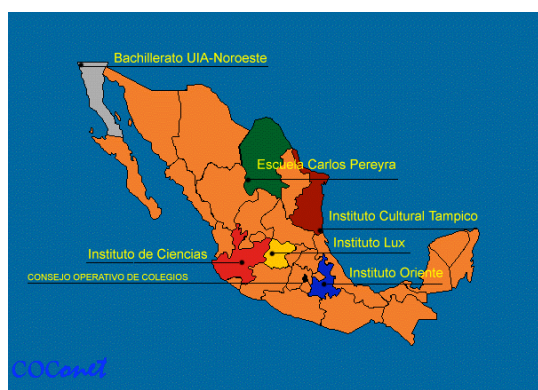 Bachillerato UIA-Noroeste
Escuela Carlos Pereyra
Instituto Cultural Tampico
Instituto Lux
Instituto de Ciencias
Instituto Oriente
CONSEJO OPERATIVO DE COLEGIOS
COConet